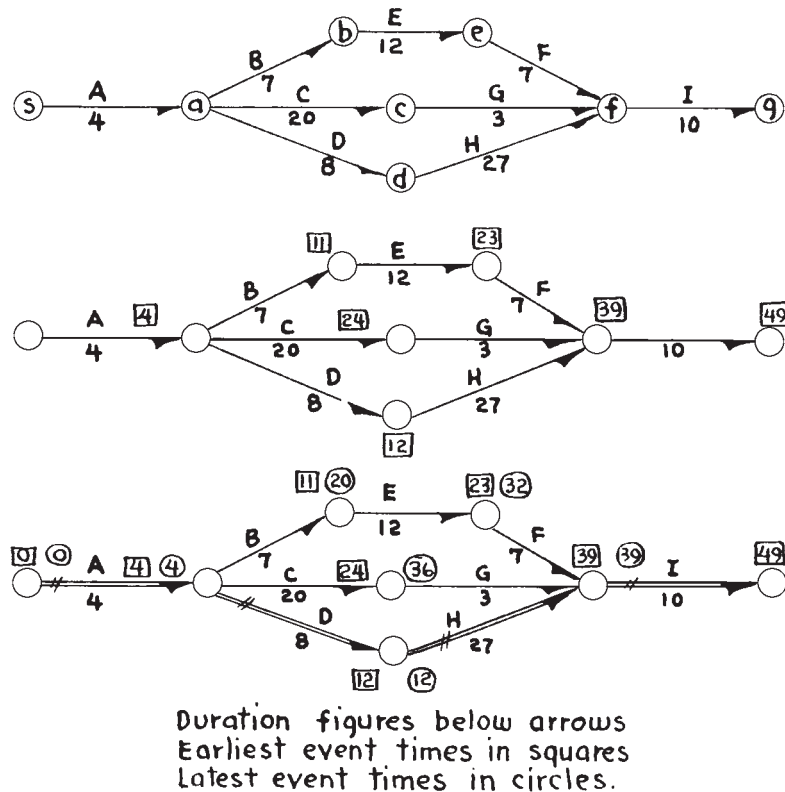 E
b e
12
B F
7 7
A C G I
s a c f g
4 20 3 10
D H
8 27
d
11 E 23
12
B F
7 7
A 4 C 24 G 39 49
4 20 3 10
D H
8 27
12
11 20 E 23 32
12
B F
7 7
0 0 A 4 4 C 24 36 G 39 39 I 49
4 20 3 10
D H
8 27
12 12
Duration figures below arrows
Earliest event times in squares
Latest event times in circles.